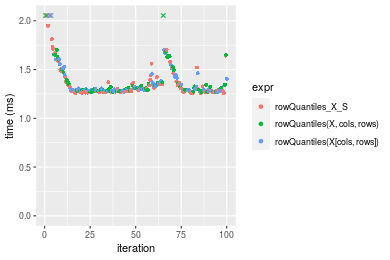 2.0
1.5
1.0
0.5
0.0
time (ms)
0
25
50
75
100
iteration
expr
rowQuantiles_X_S
rowQuantiles(X, cols, rows)
rowQuantiles(X[cols, rows])